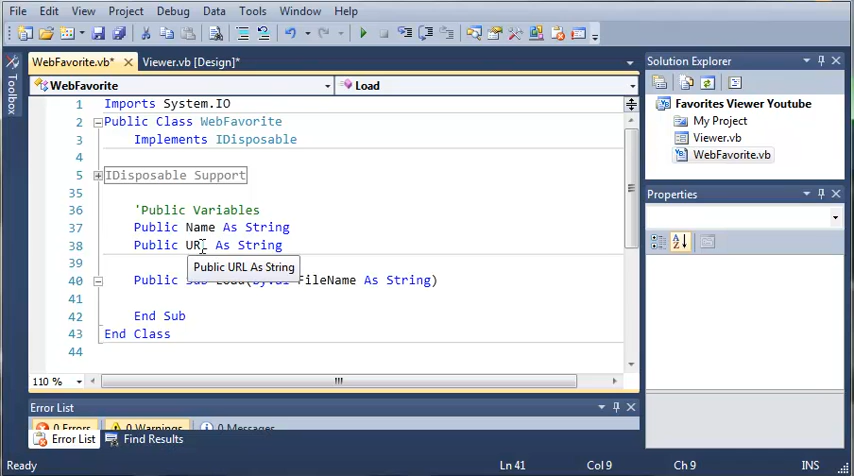 File Edit View Project Debug Data Tools Window Help
WebFavorite.vb* Viewer.vb [Design]*
Toolbox
WebFavorite Load
1 Imports System.IO
2 Public Class WebFavorite
3 Implements IDisposable
4
5 IDisposable Support
35
36 'Public Variables
37 Public Name As String
38 Public URL As String
39
Public URL As String
40 Public Sub Load(ByVal FileName As String)
41
42 End Sub
43 End Class
44
110 %
Solution Explorer
Favorites Viewer Youtube
My Project
Viewer.vb
WebFavorite.vb
Properties
Error List
0 Errors 0 Warnings 0 Messages
Error List Find Results
Ready Ln 41 Col 9 Ch 9 INS